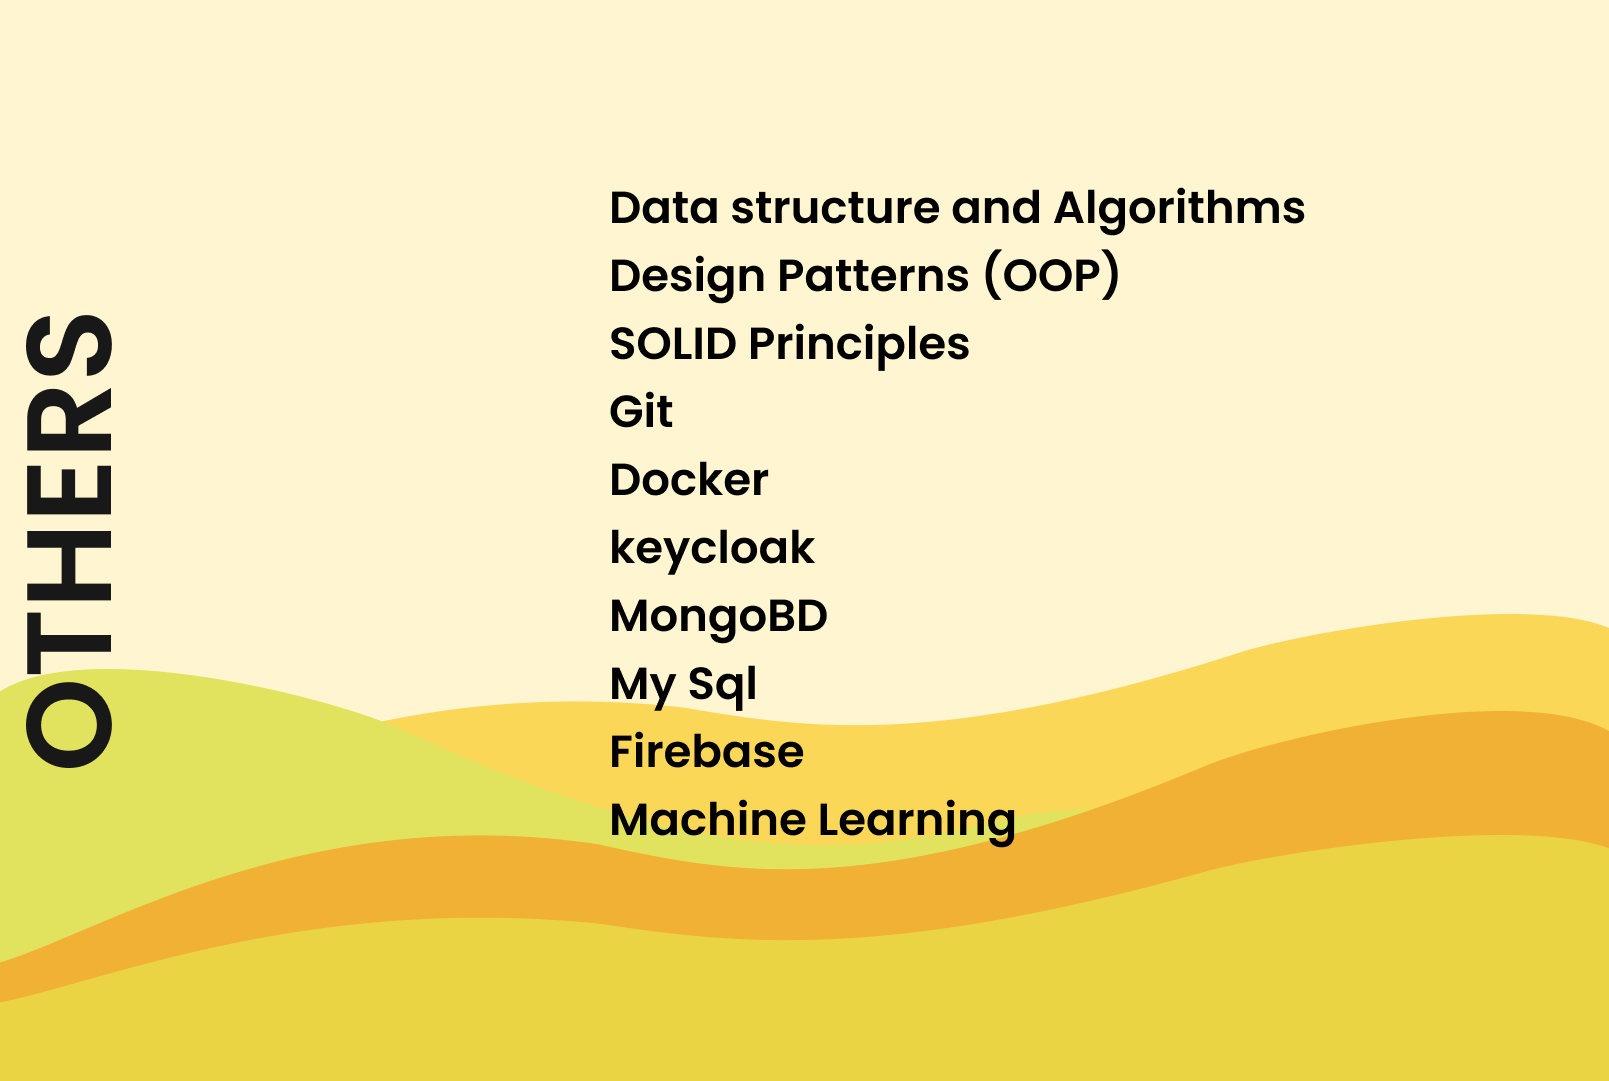 OTHERS
Data structure and Algorithms
Design Patterns (OOP)
SOLID Principles
Git
Docker
keycloak
MongoBD
My Sql
Firebase
Machine Learning